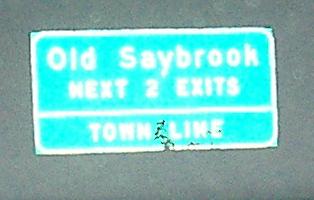 Old Saybrook
NEXT 2 EXITS
TOWN LINE